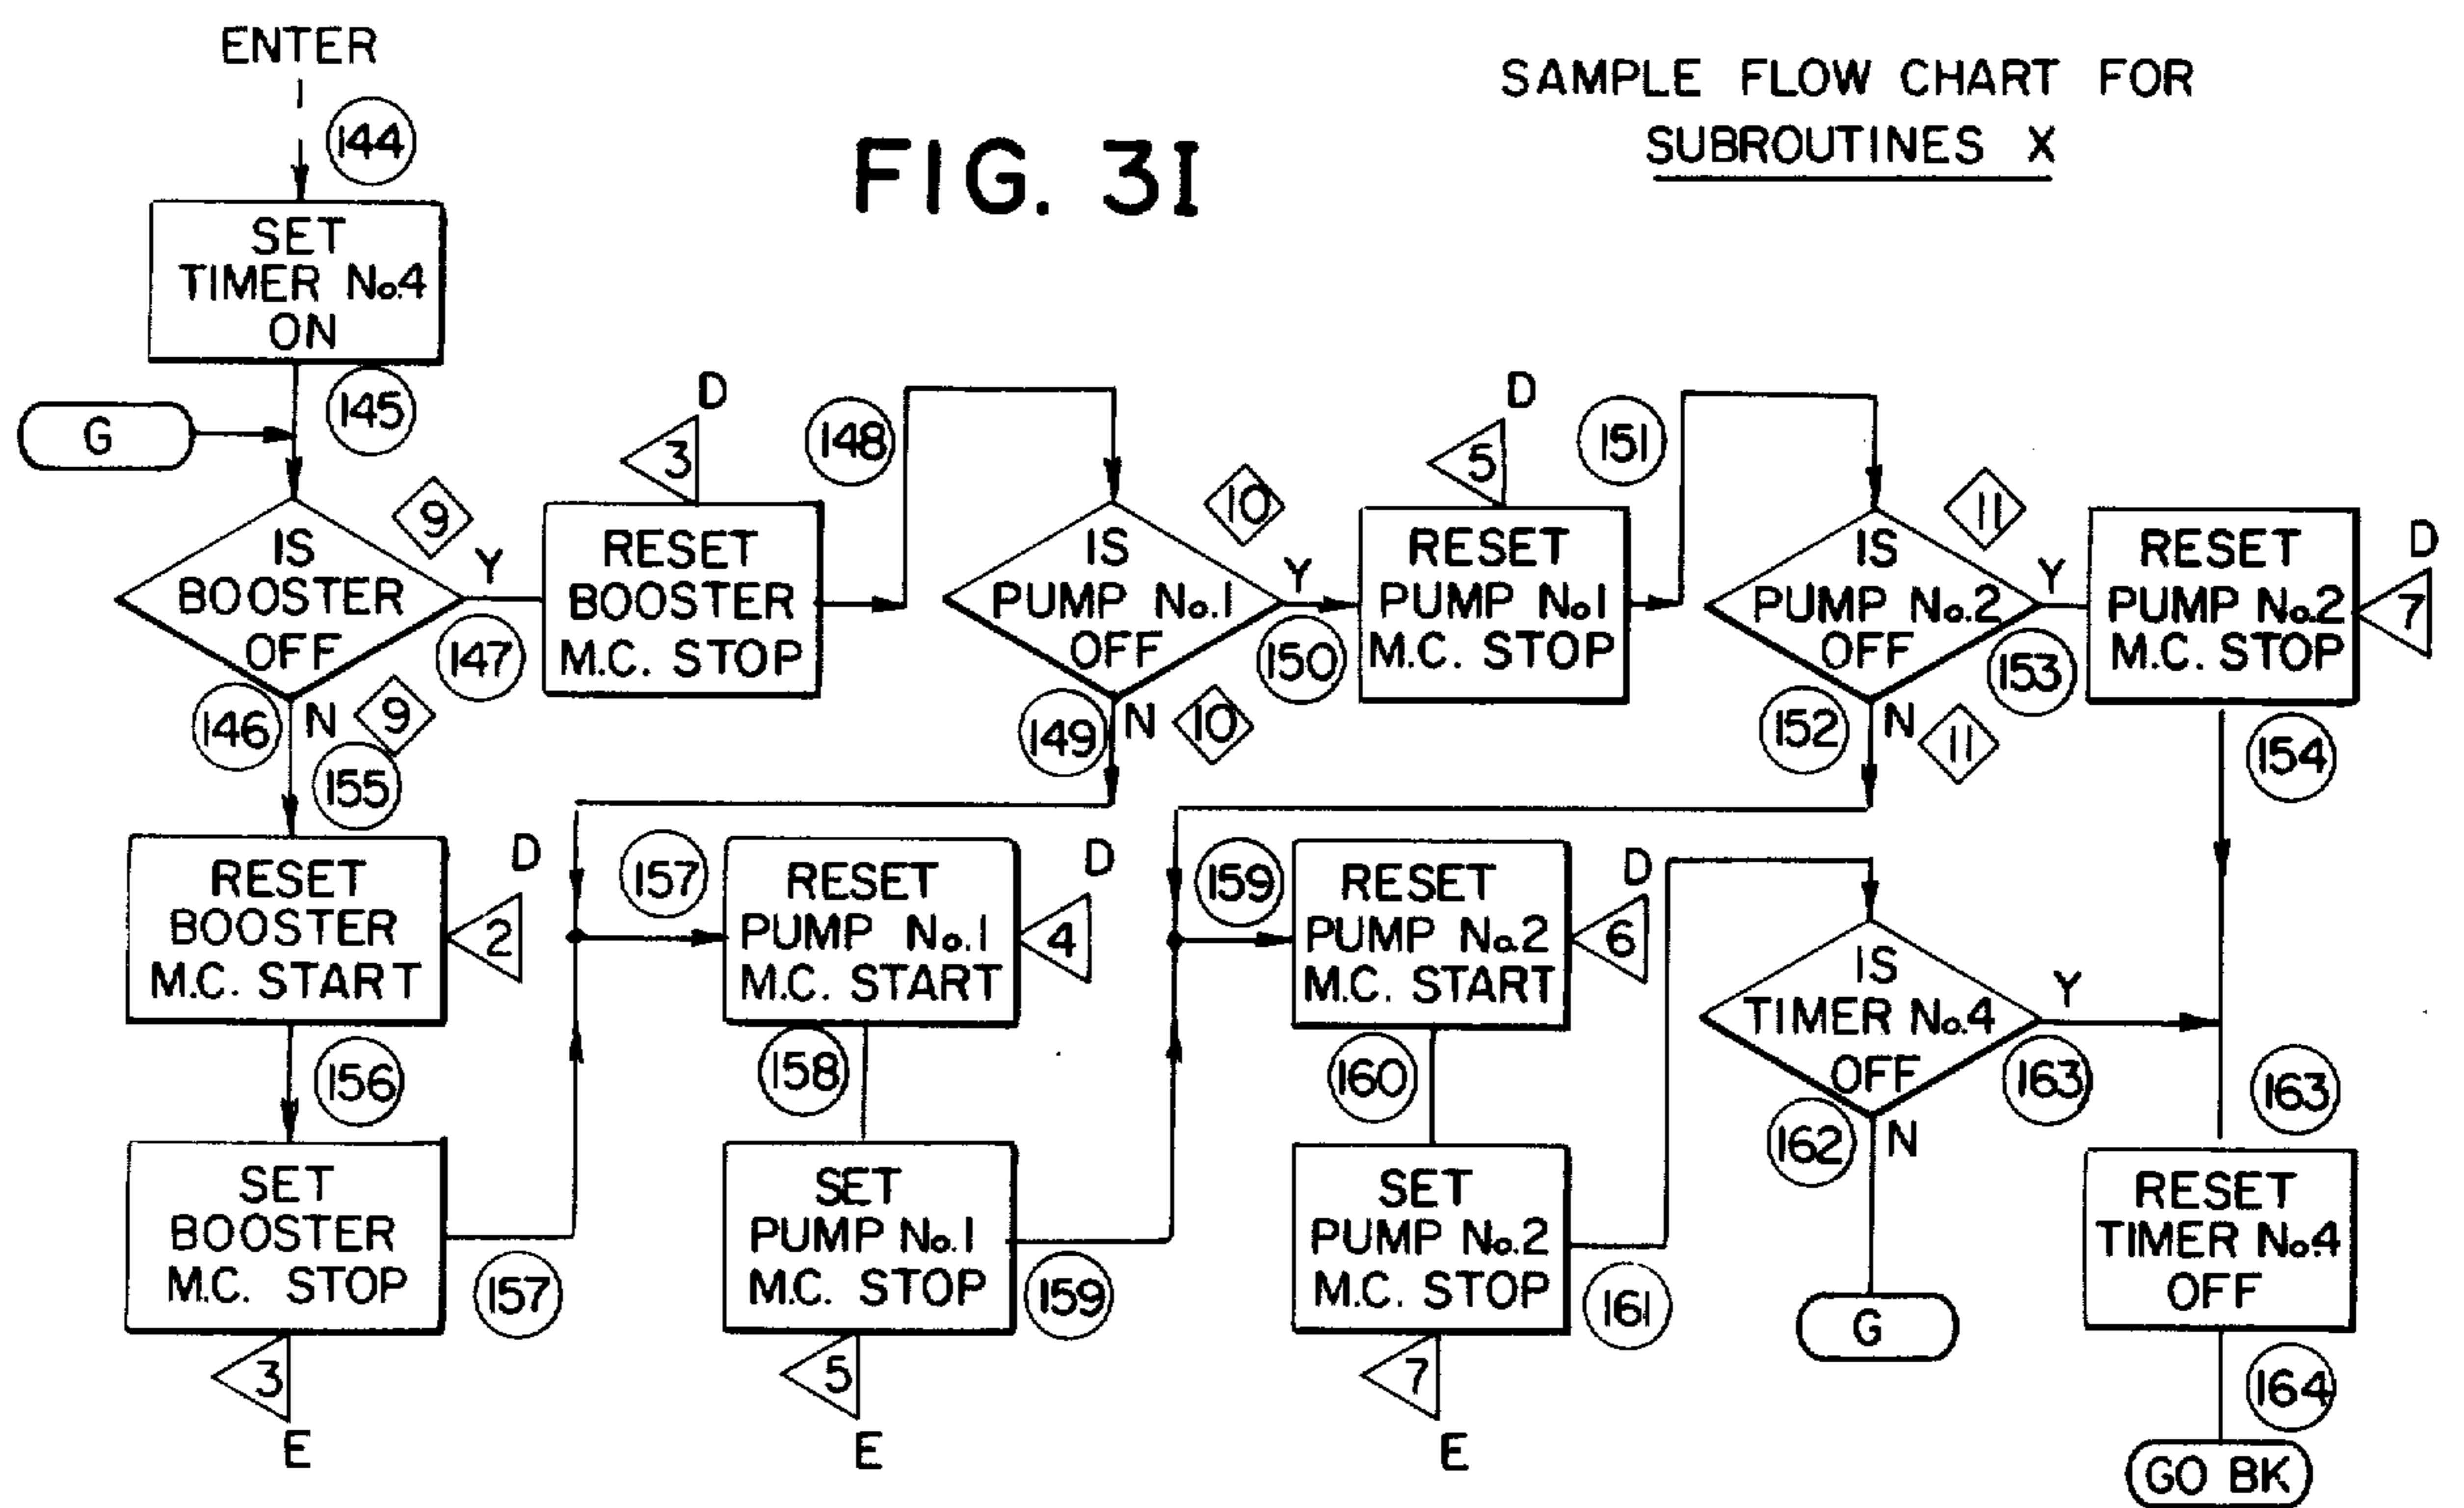 ENTER
SAMPLE FLOW CHART FOR
SUBROUTINES X
FIG. 3I
144
SET
TIMER No.4
ON
145
G
IS
BOOSTER
OFF
9
Y
147
146
N
9
155
D
3
RESET
BOOSTER
M.C. STOP
148
IS
PUMP No.1
OFF
10
Y
150
149
N
10
D
5
RESET
PUMP No1
M.C. STOP
151
IS
PUMP No.2
OFF
11
Y
153
152
N
11
RESET
PUMP No.2
M.C. STOP
D
7
154
RESET
BOOSTER
M.C. START
D
2
156
SET
BOOSTER
M.C. STOP
157
3
E
157
RESET
PUMP No.1
M.C. START
D
4
158
SET
PUMP No.1
M.C. STOP
159
5
E
159
RESET
PUMP No.2
M.C. START
D
6
160
SET
PUMP No.2
M.C. STOP
161
7
E
IS
TIMER No.4
OFF
Y
163
162
N
G
163
RESET
TIMER No.4
OFF
164
GO BK